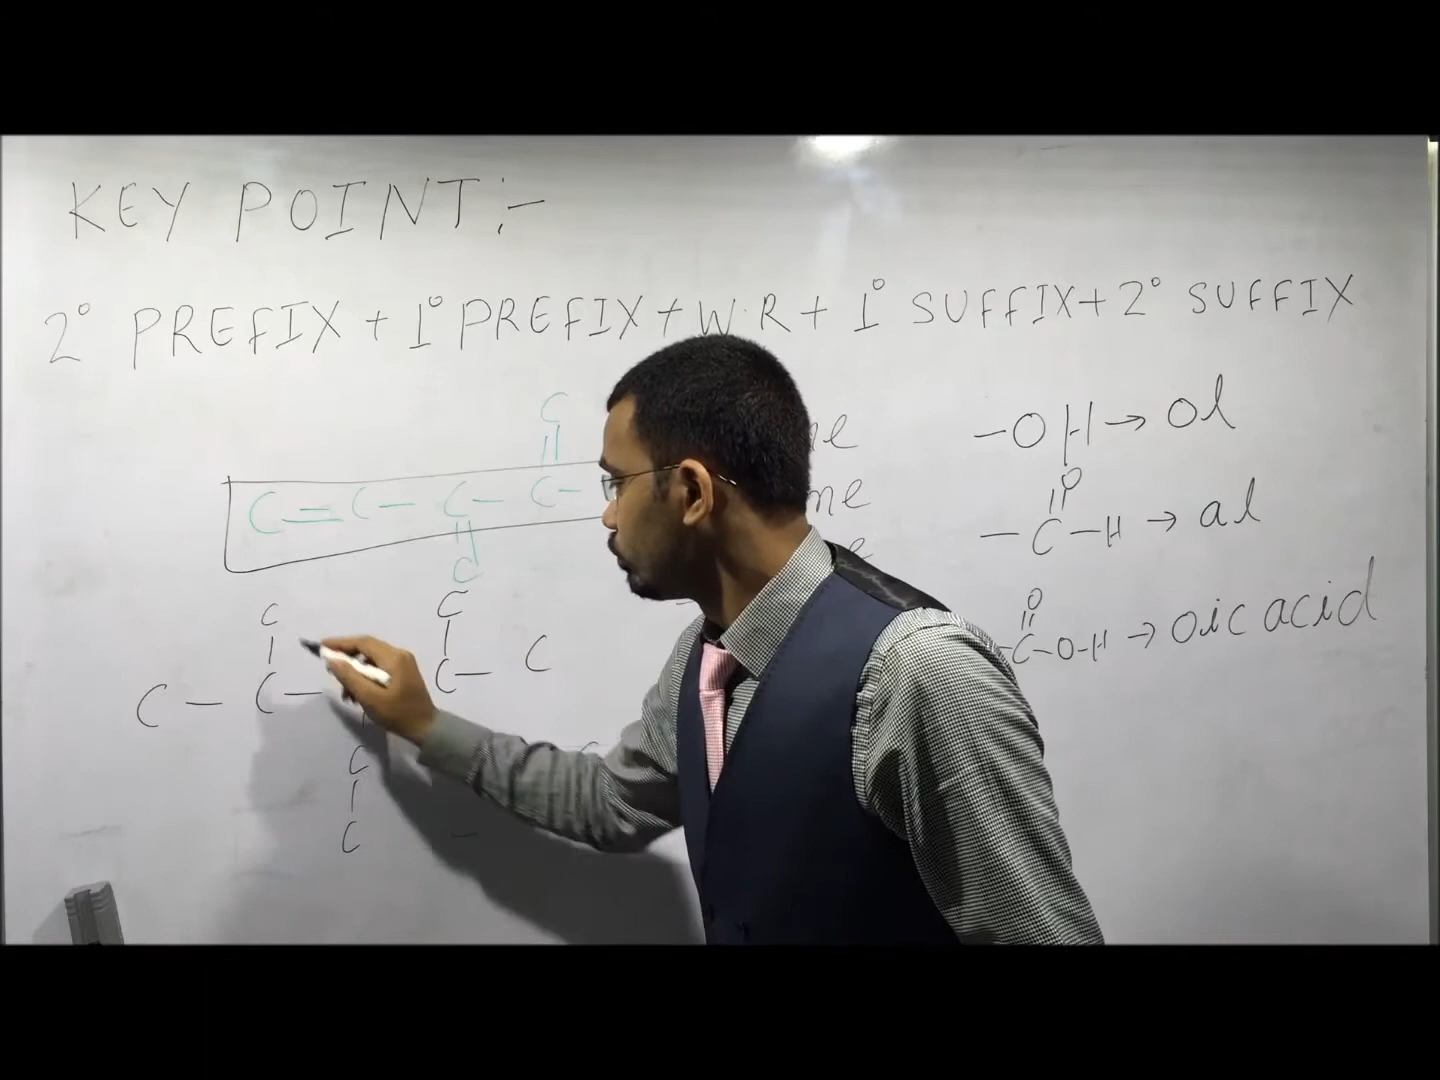 KEY POINT:-
2° PREFIX + 1° PREFIX + W.R + 1° SUFFIX + 2° SUFFIX
-OH → Ol
C
||
C = C - C - C -
||
C
O
||
- C - H → al
O
||
C - O - H → Oic acid
C C
| |
C - C - C - C
C
|
C